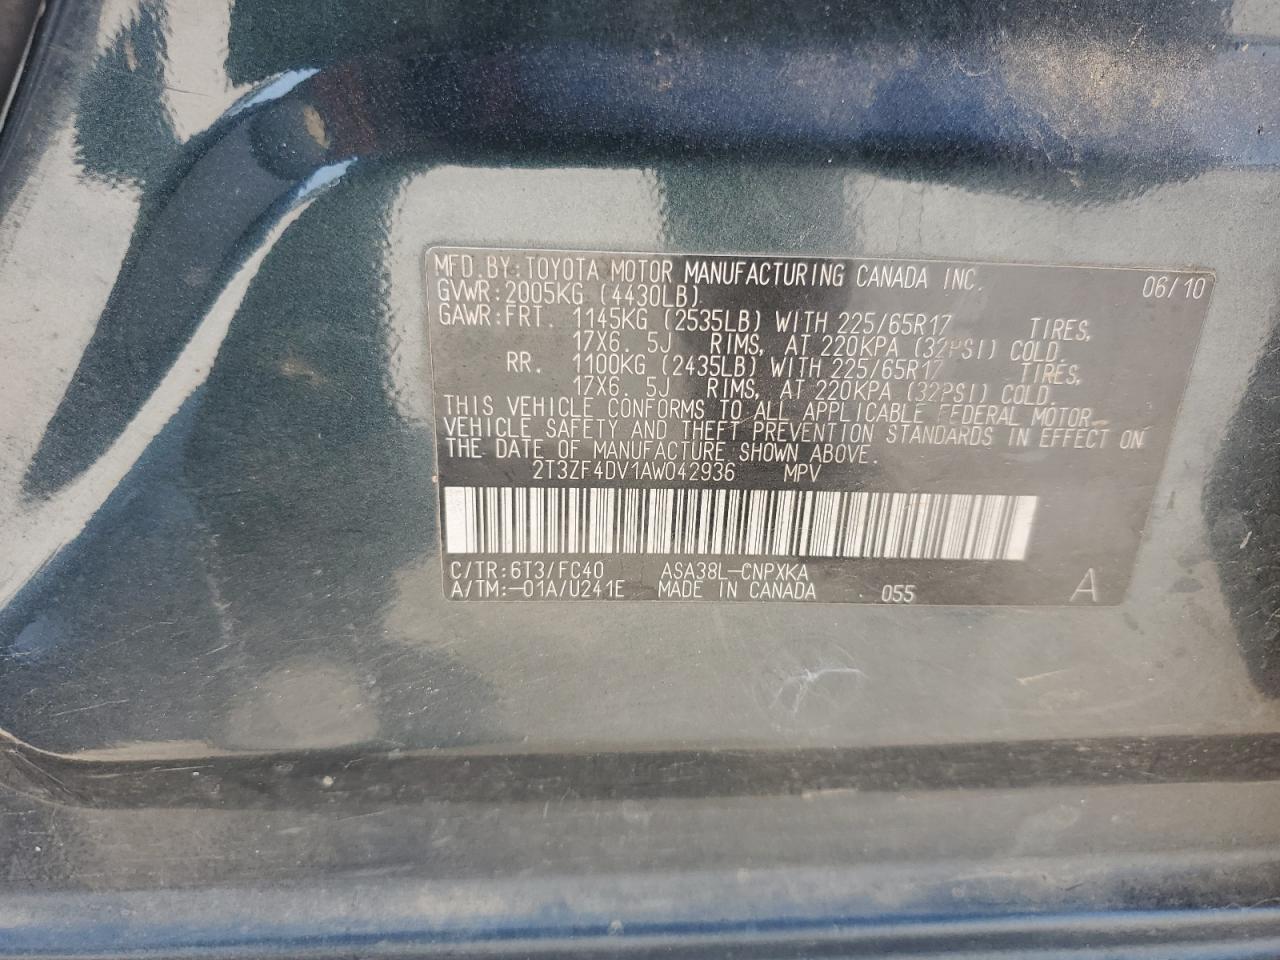 MFD.BY:TOYOTA MOTOR MANUFACTURING CANADA INC. 06/10
GVWR:2005KG (4430LB)
GAWR:FRT. 1145KG (2535LB) WITH 225/65R17 TIRES,
17X6.5J RIMS, AT 220KPA (32PSI) COLD.
RR. 1100KG (2435LB) WITH 225/65R17 TIRES,
17X6.5J RIMS, AT 220KPA (32PSI) COLD.
THIS VEHICLE CONFORMS TO ALL APPLICABLE FEDERAL MOTOR
VEHICLE SAFETY AND THEFT PREVENTION STANDARDS IN EFFECT ON
THE DATE OF MANUFACTURE SHOWN ABOVE.
2T3ZF4DV1AW042936 MPV
C/TR:6T3/FC40 ASA38L-CNPXKA
A/TM:-01A/U241E MADE IN CANADA 055 A